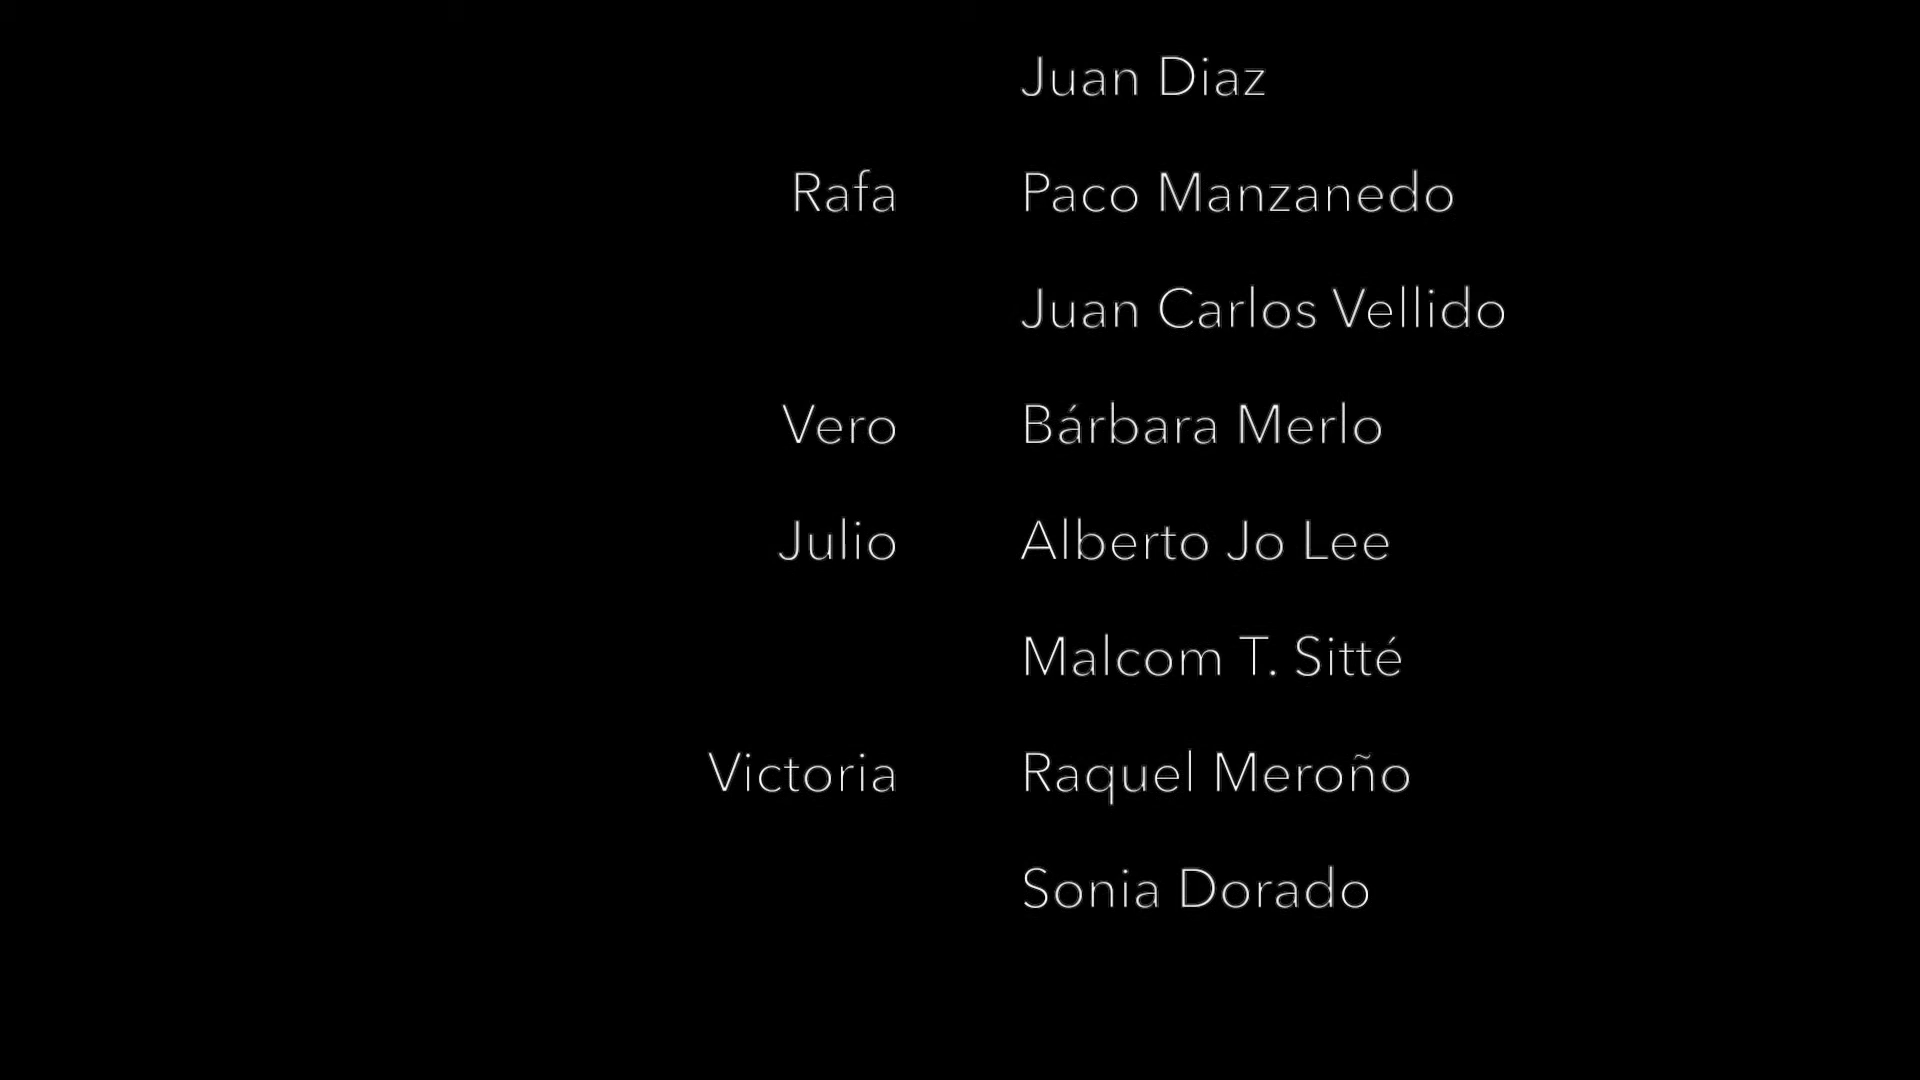 Juan Diaz
Rafa Paco Manzanedo
Juan Carlos Vellido
Vero Bárbara Merlo
Julio Alberto Jo Lee
Malcom T. Sitté
Victoria Raquel Meroño
Sonia Dorado